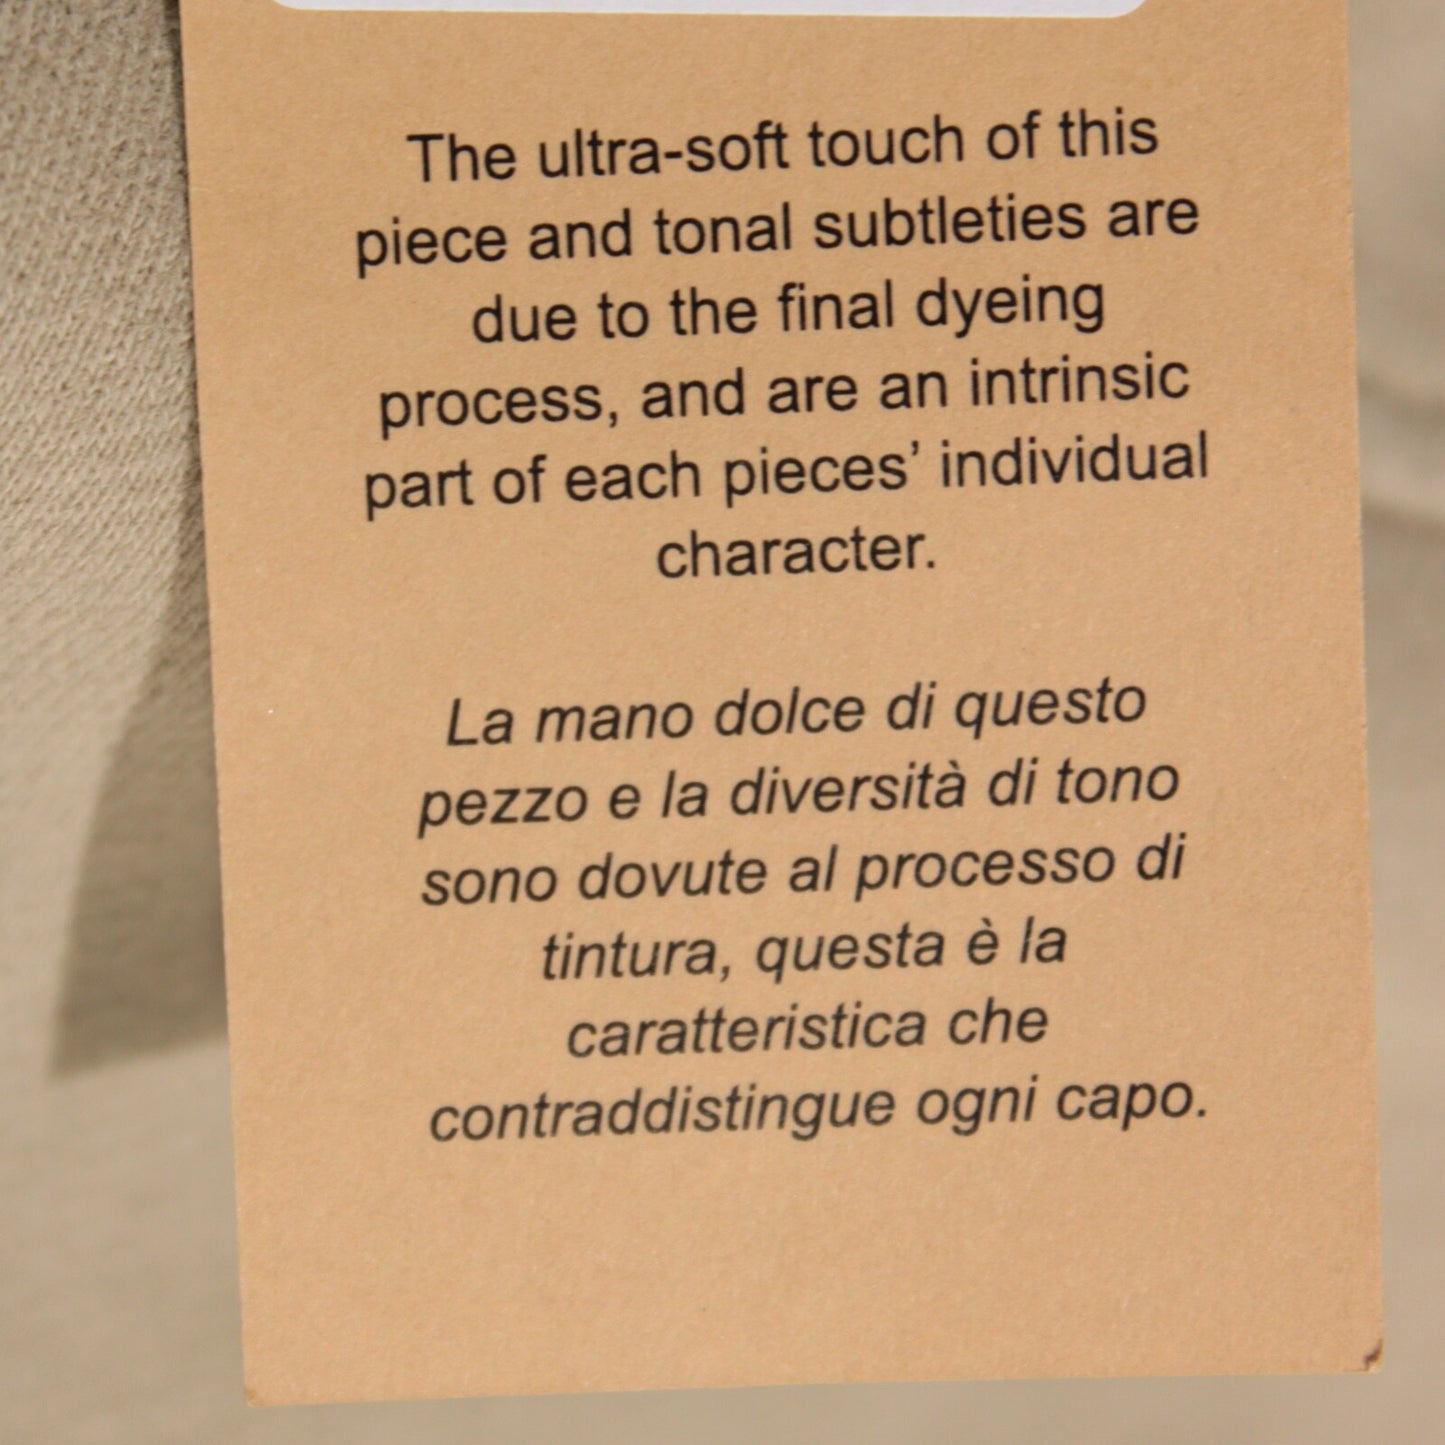 The ultra-soft touch of this
piece and tonal subtleties are
due to the final dyeing
process, and are an intrinsic
part of each pieces’ individual
character.
La mano dolce di questo
pezzo e la diversità di tono
sono dovute al processo di
tintura, questa è la
caratteristica che
contraddistingue ogni capo.